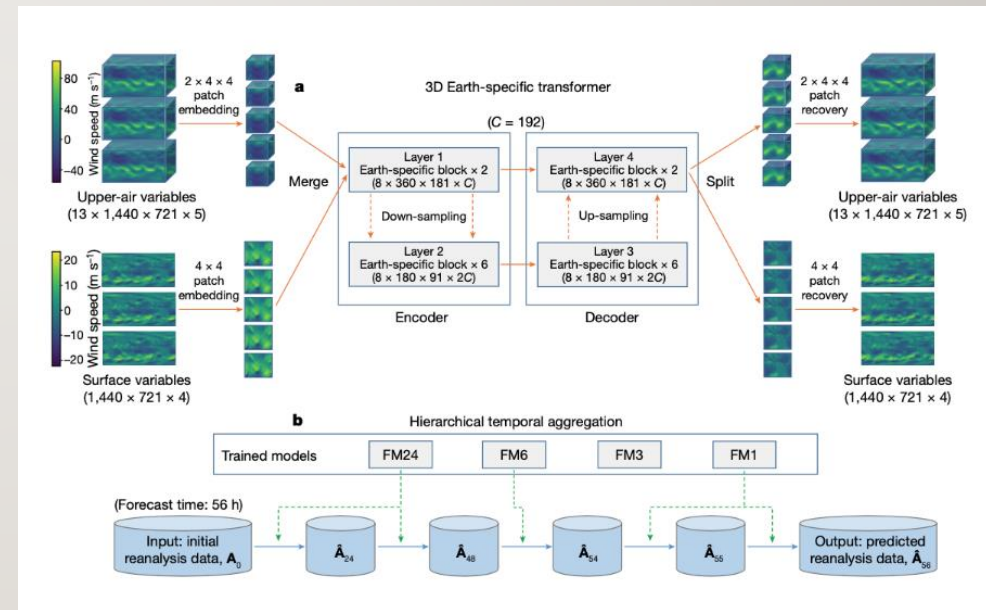 80
40
0
−40
Wind speed (m s⁻¹)
2 × 4 × 4
patch
embedding
Upper-air variables
(13 × 1,440 × 721 × 5)
20
10
0
−10
−20
Wind speed (m s⁻¹)
4 × 4
patch
embedding
Surface variables
(1,440 × 721 × 4)
a
3D Earth-specific transformer
(C = 192)
Merge
Layer 1
Earth-specific block × 2
(8 × 360 × 181 × C)
Down-sampling
Layer 2
Earth-specific block × 6
(8 × 180 × 91 × 2C)
Encoder
Layer 4
Earth-specific block × 2
(8 × 360 × 181 × C)
Up-sampling
Layer 3
Earth-specific block × 6
(8 × 180 × 91 × 2C)
Decoder
Split
2 × 4 × 4
patch
recovery
Upper-air variables
(13 × 1,440 × 721 × 5)
4 × 4
patch
recovery
Surface variables
(1,440 × 721 × 4)
b
Hierarchical temporal aggregation
Trained models
FM24
FM6
FM3
FM1
(Forecast time: 56 h)
Input: initial
reanalysis data, A₀
Â₂₄
Â₄₈
Â₅₄
Â₅₅
Output: predicted
reanalysis data, Â₅₆